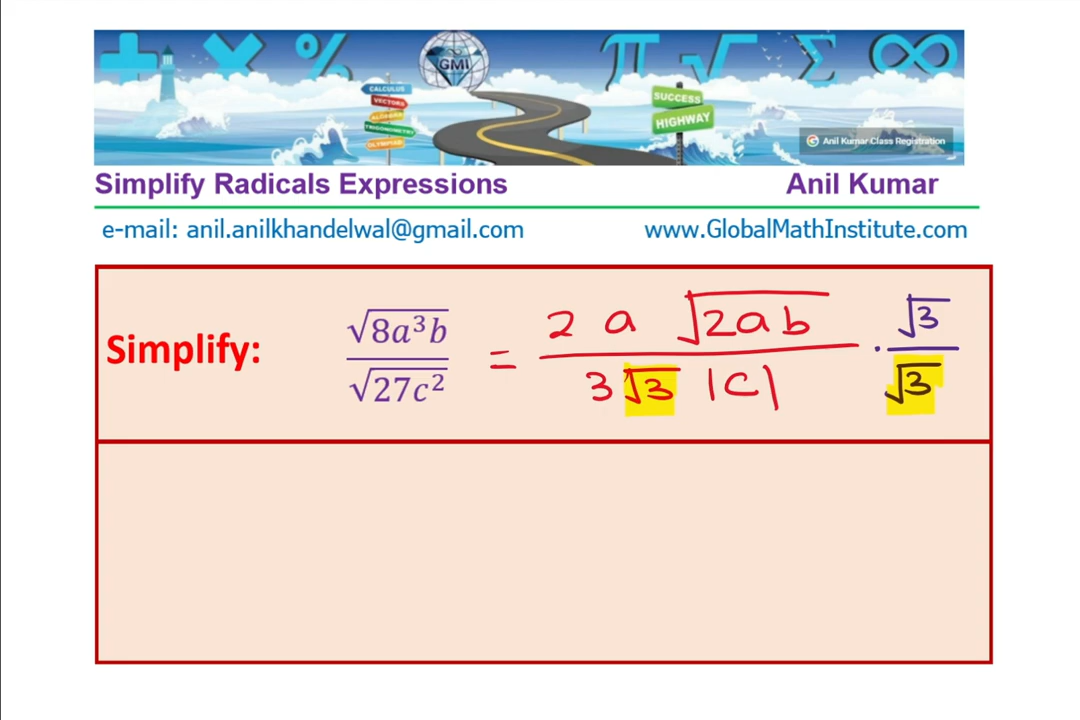 + × % GMI π √ Σ ∞
CALCULUS
VECTORS
ALGEBRA
TRIGONOMETRY
OLYMPIAD
SUCCESS
HIGHWAY
G Anil Kumar Class Registration
Simplify Radicals Expressions Anil Kumar
e-mail: anil.anilkhandelwal@gmail.com www.GlobalMathInstitute.com
Simplify: √(8a³b) / √(27c²) = 2 a √(2ab) / 3√3 |c| · √3 / √3